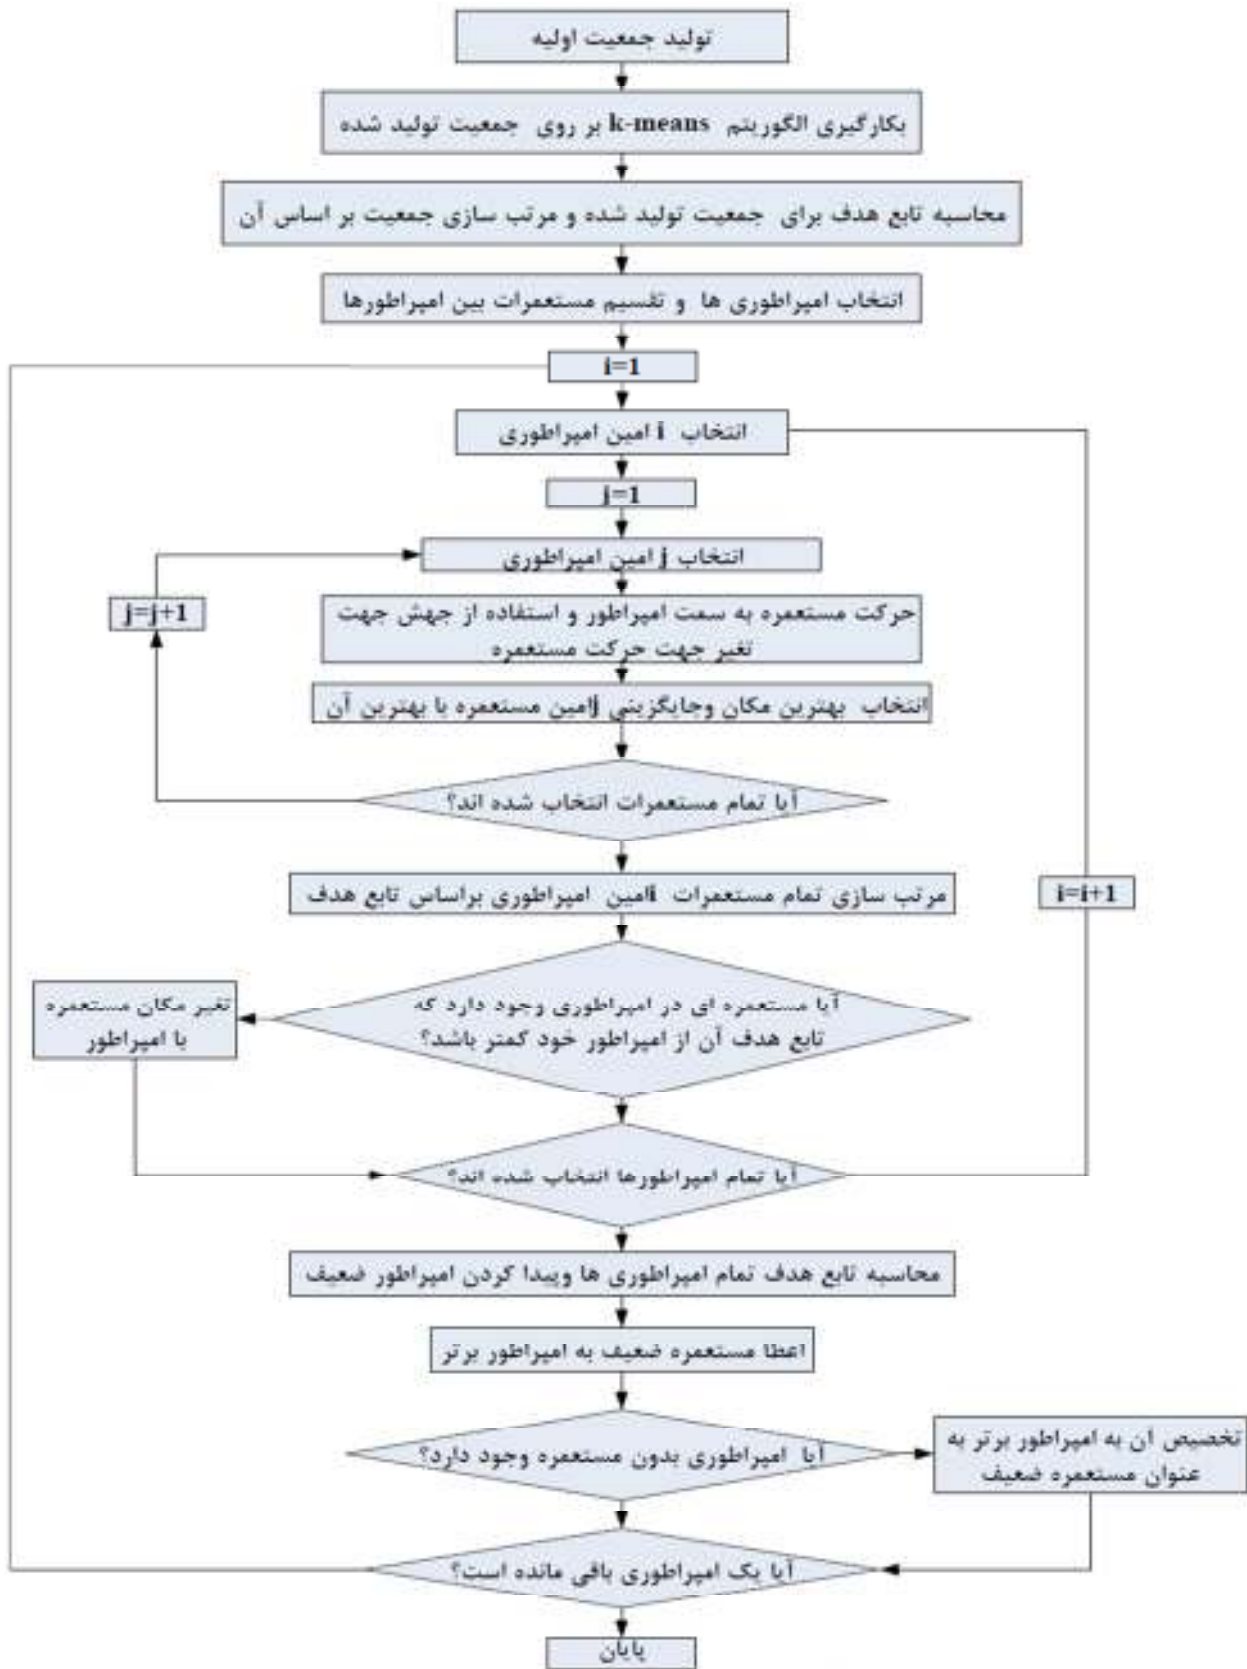 تولید جمعیت اولیه
بکارگیری الگوریتم k-means بر روی جمعیت تولید شده
محاسبه تابع هدف برای جمعیت تولید شده و مرتب سازی جمعیت بر اساس آن
انتخاب امپراطوری ها و تقسیم مستعمرات بین امپراطورها
i=1
انتخاب i امین امپراطوری
j=1
انتخاب j امین امپراطوری
j=j+1
حرکت مستعمره به سمت امپراطور و استفاده از جهش جهت
تغیر جهت حرکت مستعمره
انتخاب بهترین مکان وجایگزینی jامین مستعمره با بهترین آن
آیا تمام مستعمرات انتخاب شده اند؟
مرتب سازی تمام مستعمرات iامین امپراطوری براساس تابع هدف
i=i+1
آیا مستعمره ای در امپراطوری وجود دارد که
تابع هدف آن از امپراطور خود کمتر باشد؟
تغیر مکان مستعمره
با امپراطور
آیا تمام امپراطورها انتخاب شده اند؟
محاسبه تابع هدف تمام امپراطوری ها وپیدا کردن امپراطور ضعیف
اعطا مستعمره ضعیف به امپراطور برتر
آیا امپراطوری بدون مستعمره وجود دارد؟
تخصیص آن به امپراطور برتر به
عنوان مستعمره ضعیف
آیا یک امپراطوری باقی مانده است؟
پایان